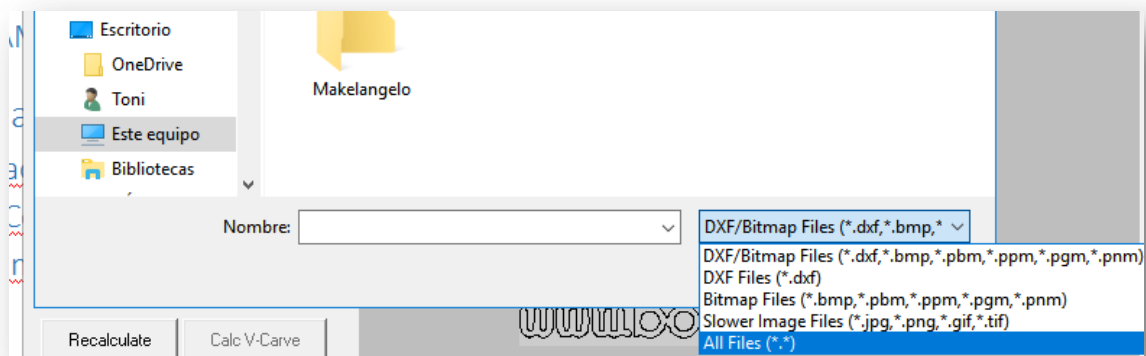 Escritorio
OneDrive
Toni
Este equipo
Bibliotecas
Makelangelo
Nombre:
DXF/Bitmap Files (*.dxf,*.bmp,*
DXF/Bitmap Files (*.dxf,*.bmp,*.pbm,*.ppm,*.pgm,*.pnm)
DXF Files (*.dxf)
Bitmap Files (*.bmp,*.pbm,*.ppm,*.pgm,*.pnm)
Slower Image Files (*.jpg,*.png,*.gif,*.tif)
All Files (*.*)
Recalculate
Calc V-Carve